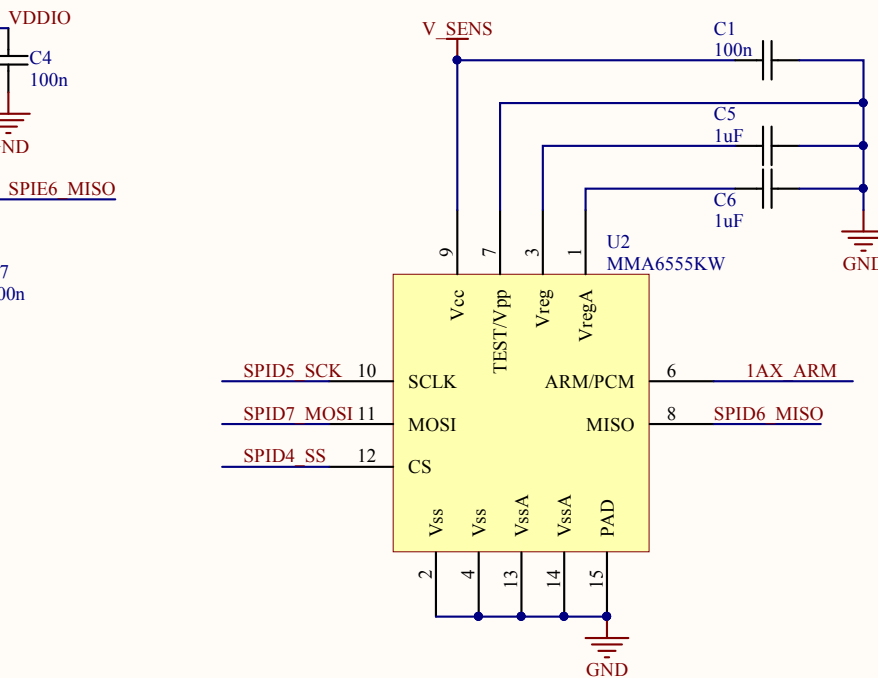 VDDIO
C4
100n
ND
SPIE6_MISO
7
00n
V_SENS
C1
100n
C5
1uF
C6
1uF
GND
U2
MMA6555KW
9
7
3
1
Vcc
TEST/Vpp
Vreg
VregA
SPID5_SCK 10 SCLK
ARM/PCM 6 1AX_ARM
SPID7_MOSI 11 MOSI
MISO 8 SPID6_MISO
SPID4_SS 12 CS
Vss
Vss
VssA
VssA
PAD
2
4
13
14
15
GND